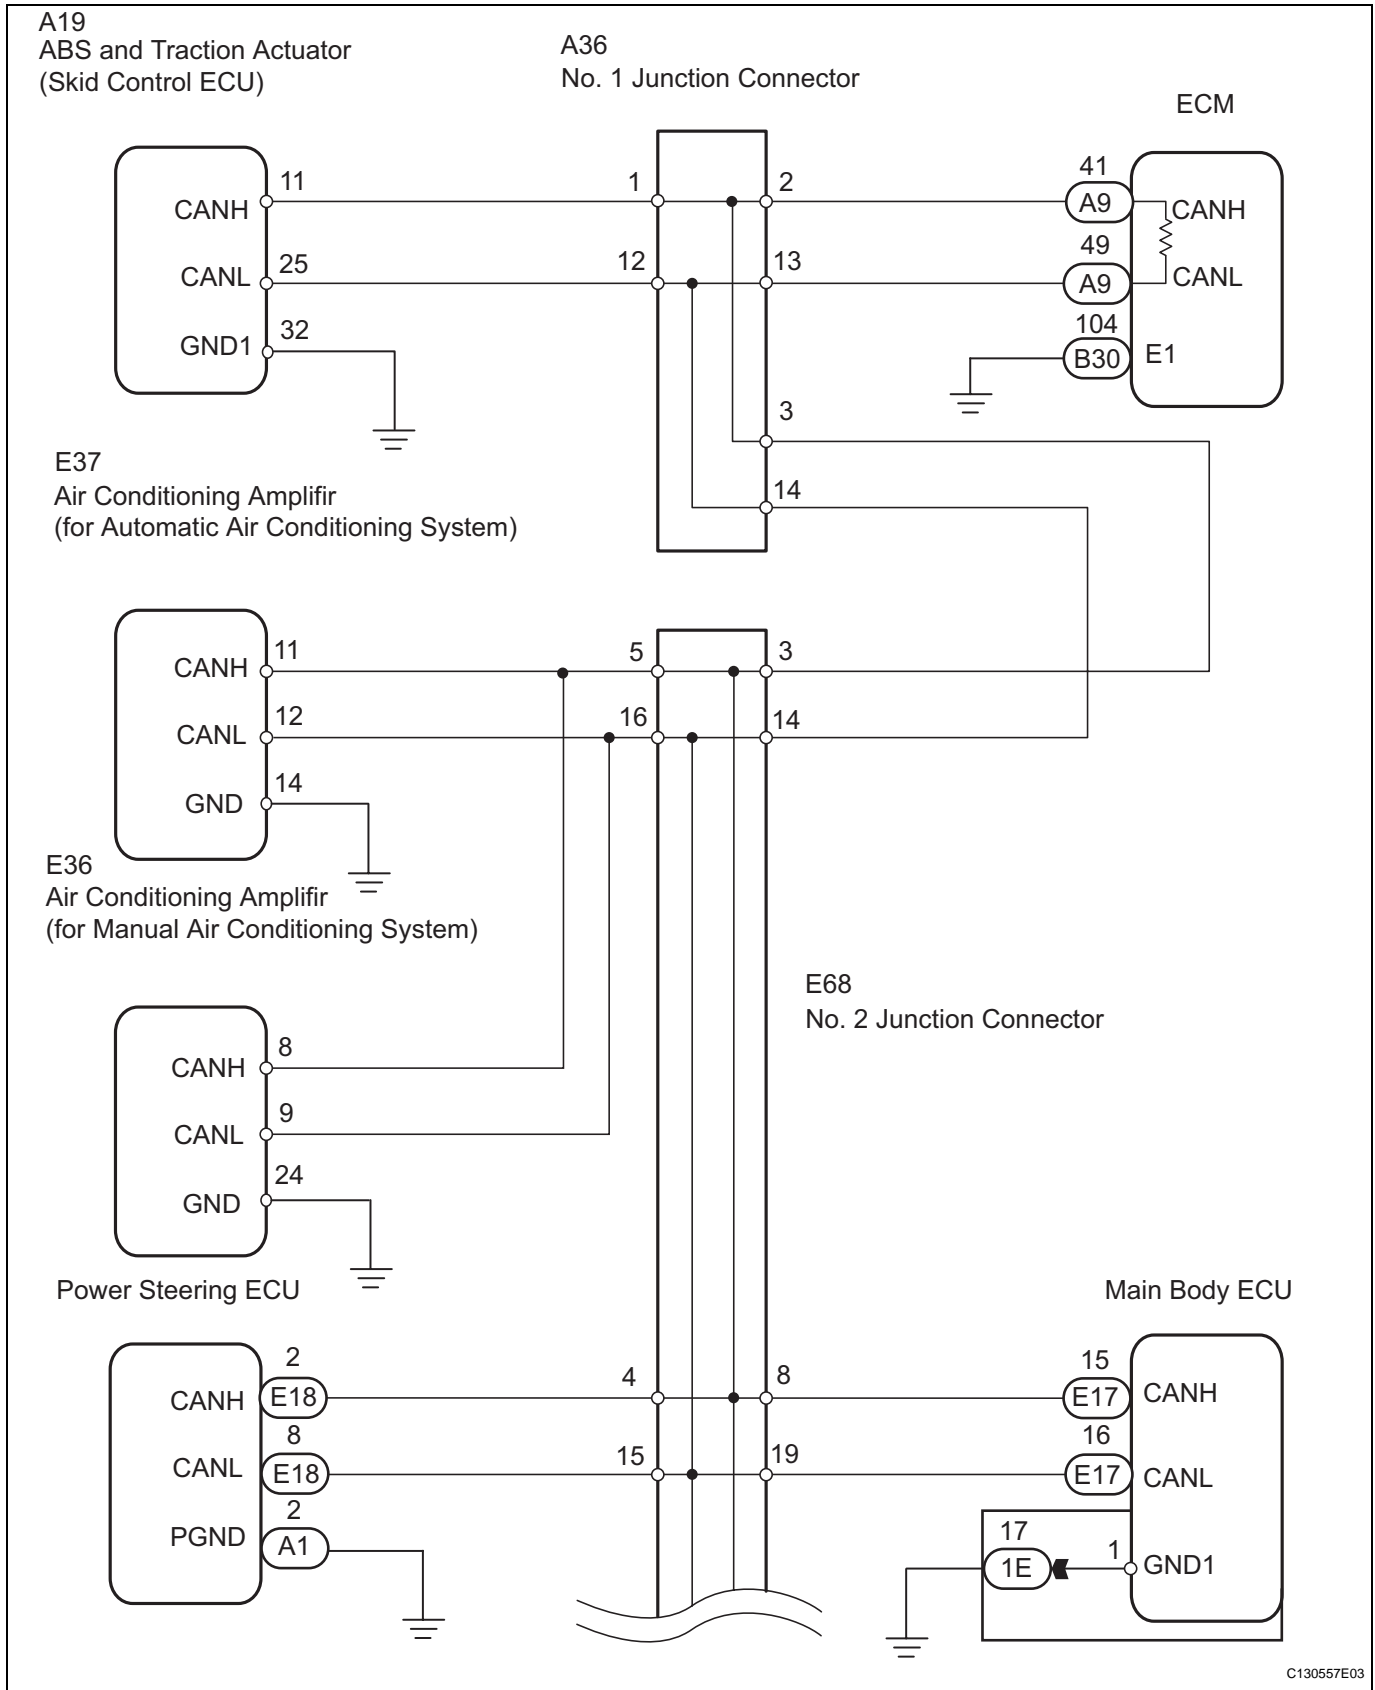 A19
ABS and Traction Actuator
(Skid Control ECU)
A36
No. 1 Junction Connector
ECM
CANH
11
1
2
41
A9
CANH
CANL
25
12
13
49
A9
CANL
GND1
32
104
B30
E1
3
14
E37
Air Conditioning Amplifir
(for Automatic Air Conditioning System)
CANH
11
5
3
CANL
12
16
14
GND
14
E36
Air Conditioning Amplifir
(for Manual Air Conditioning System)
E68
No. 2 Junction Connector
CANH
8
CANL
9
GND
24
Power Steering ECU
Main Body ECU
CANH
2
E18
4
8
15
E17
CANH
CANL
8
E18
15
19
16
E17
CANL
PGND
2
A1
17
1E
1
GND1
C130557E03